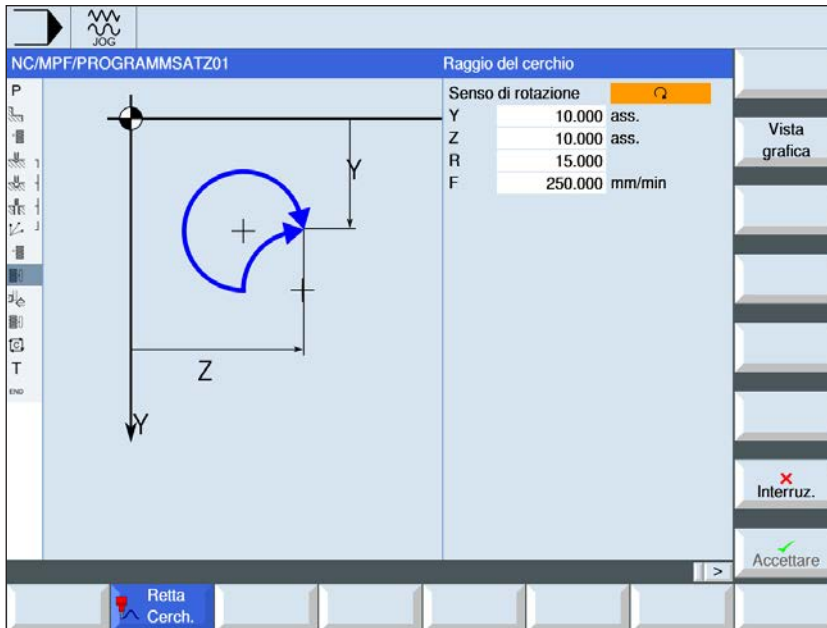 JOG
NC/MPF/PROGRAMMSATZ01
Raggio del cerchio
P
Senso di rotazione
Y 10.000 ass.
Z 10.000 ass.
R 15.000
F 250.000 mm/min
Vista
grafica
Y
Z
Y
T
END
Interruz.
Accettare
>
Retta
Cerch.